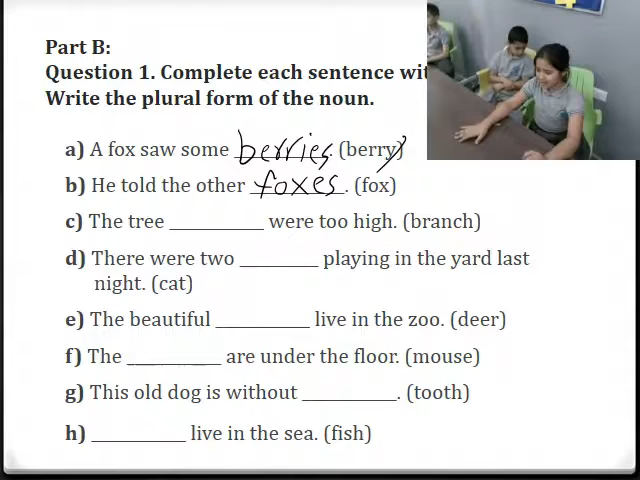 Part B:
Question 1. Complete each sentence wit
Write the plural form of the noun.
a) A fox saw some berries. (berry)
b) He told the other foxes. (fox)
c) The tree __________ were too high. (branch)
d) There were two ________ playing in the yard last
night. (cat)
e) The beautiful __________ live in the zoo. (deer)
f) The __________ are under the floor. (mouse)
g) This old dog is without __________. (tooth)
h) __________ live in the sea. (fish)